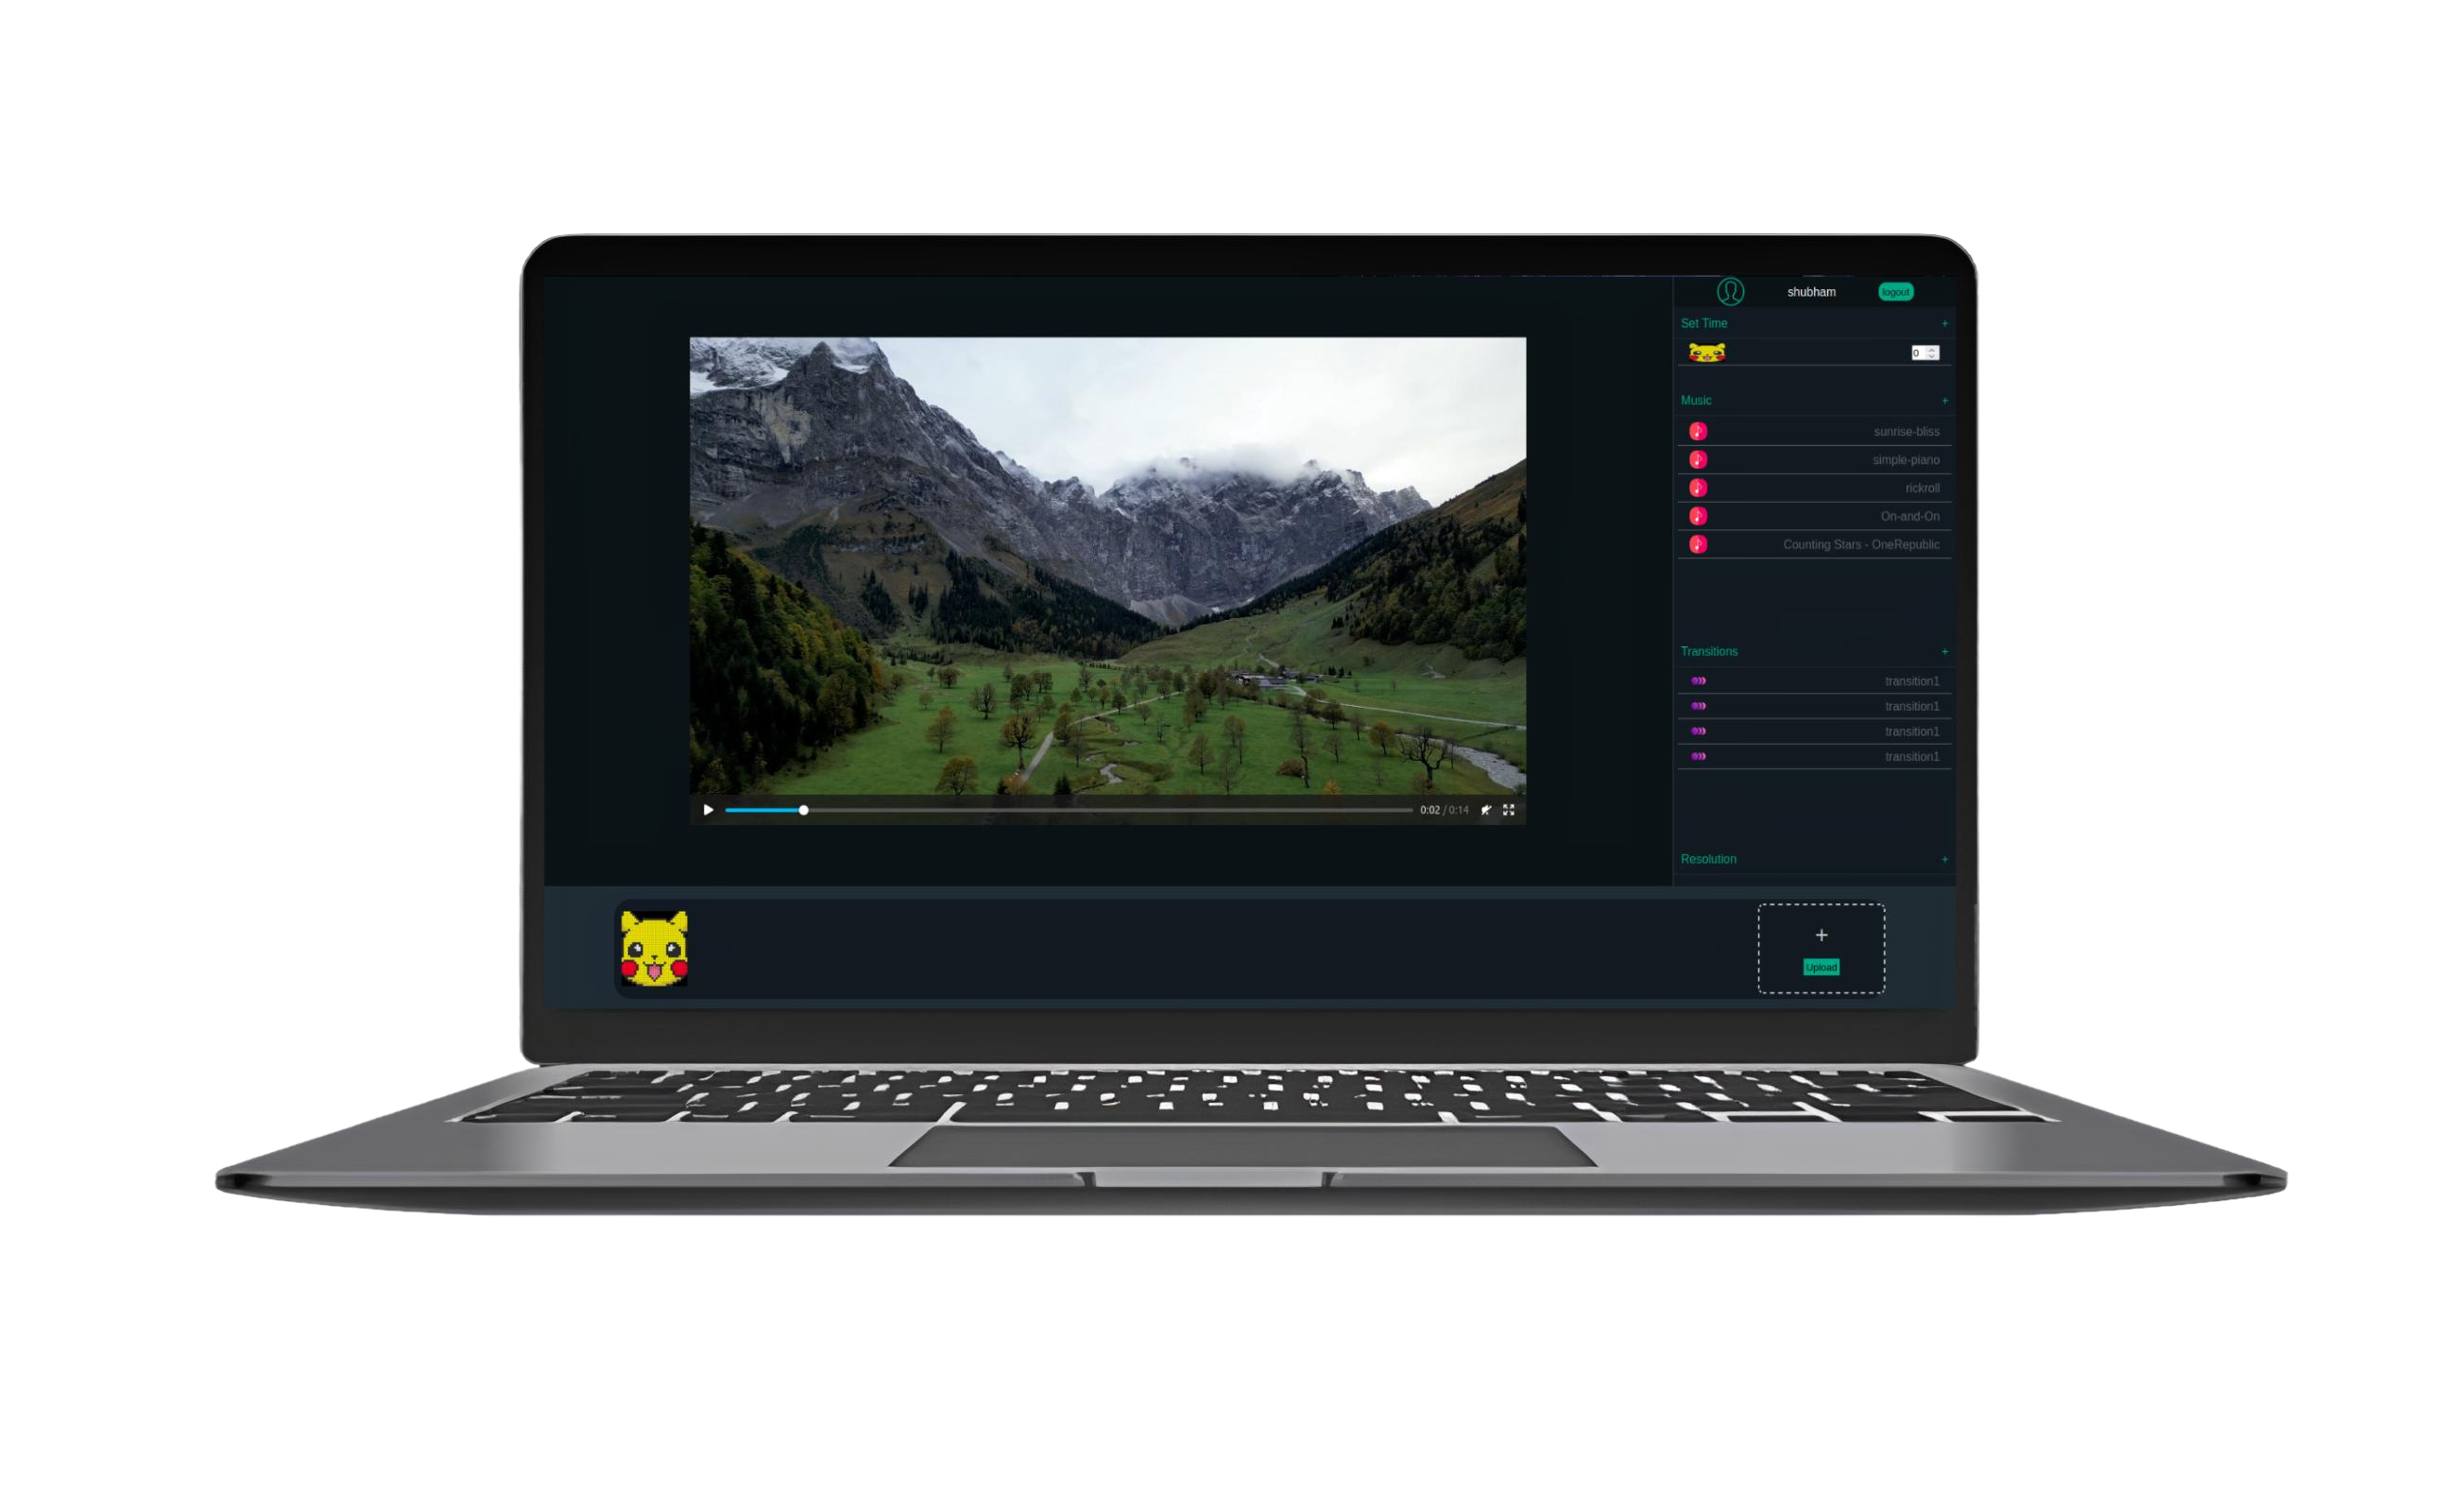 shubham
logout
Set Time +
0
Music +
sunrise-bliss
simple-piano
rickroll
On-and-On
Counting Stars - OneRepublic
Transitions +
transition1
transition1
transition1
transition1
0:02 / 0:14
Resolution +
+
Upload